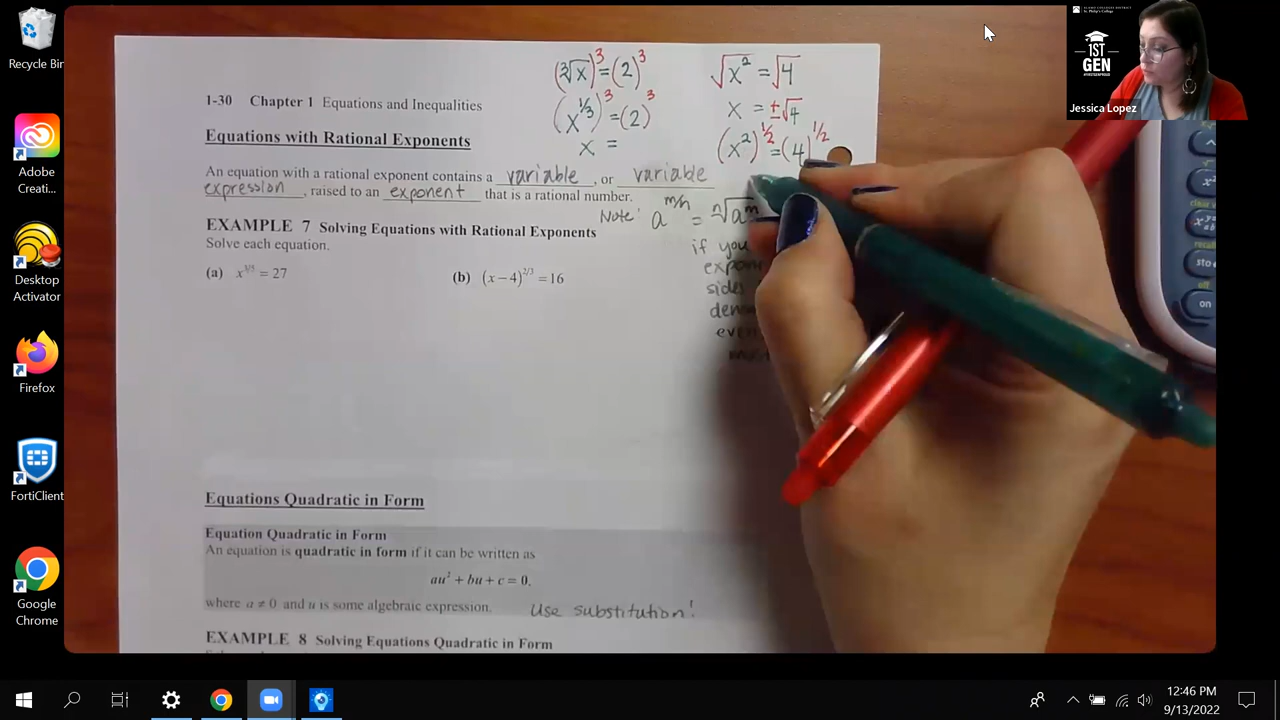 Recycle Bin
Adobe
Creati...
Desktop
Activator
Firefox
FortiClient
Google
Chrome
1ST
GEN
Jessica Lopez
1-30 Chapter 1 Equations and Inequalities
(∛x)³ = (2)³
(x^1/3)³ = (2)³
x =
√x² = √4
x = ±√4
(x²)^1/2 = (4)^1/2
Equations with Rational Exponents
An equation with a rational exponent contains a variable, or variable
expression, raised to an exponent that is a rational number.
Note: a^m/n = ⁿ√a^m
if you
expon
sides
deno
even
must
EXAMPLE 7 Solving Equations with Rational Exponents
Solve each equation.
(a) x^3/5 = 27
(b) (x−4)^2/3 = 16
Equations Quadratic in Form
Equation Quadratic in Form
An equation is quadratic in form if it can be written as
au² + bu + c = 0,
where a ≠ 0 and u is some algebraic expression. Use substitution!
EXAMPLE 8 Solving Equations Quadratic in Form
on
12:46 PM
9/13/2022